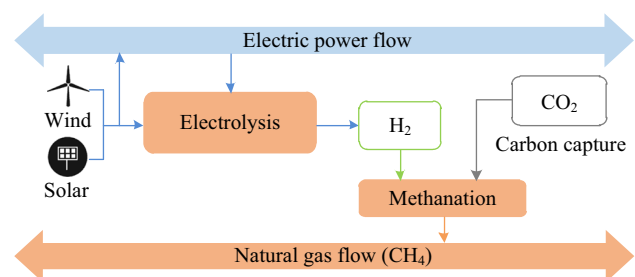 Electric power flow
Wind
Solar
Electrolysis
H₂
CO₂
Carbon capture
Methanation
Natural gas flow (CH₄)